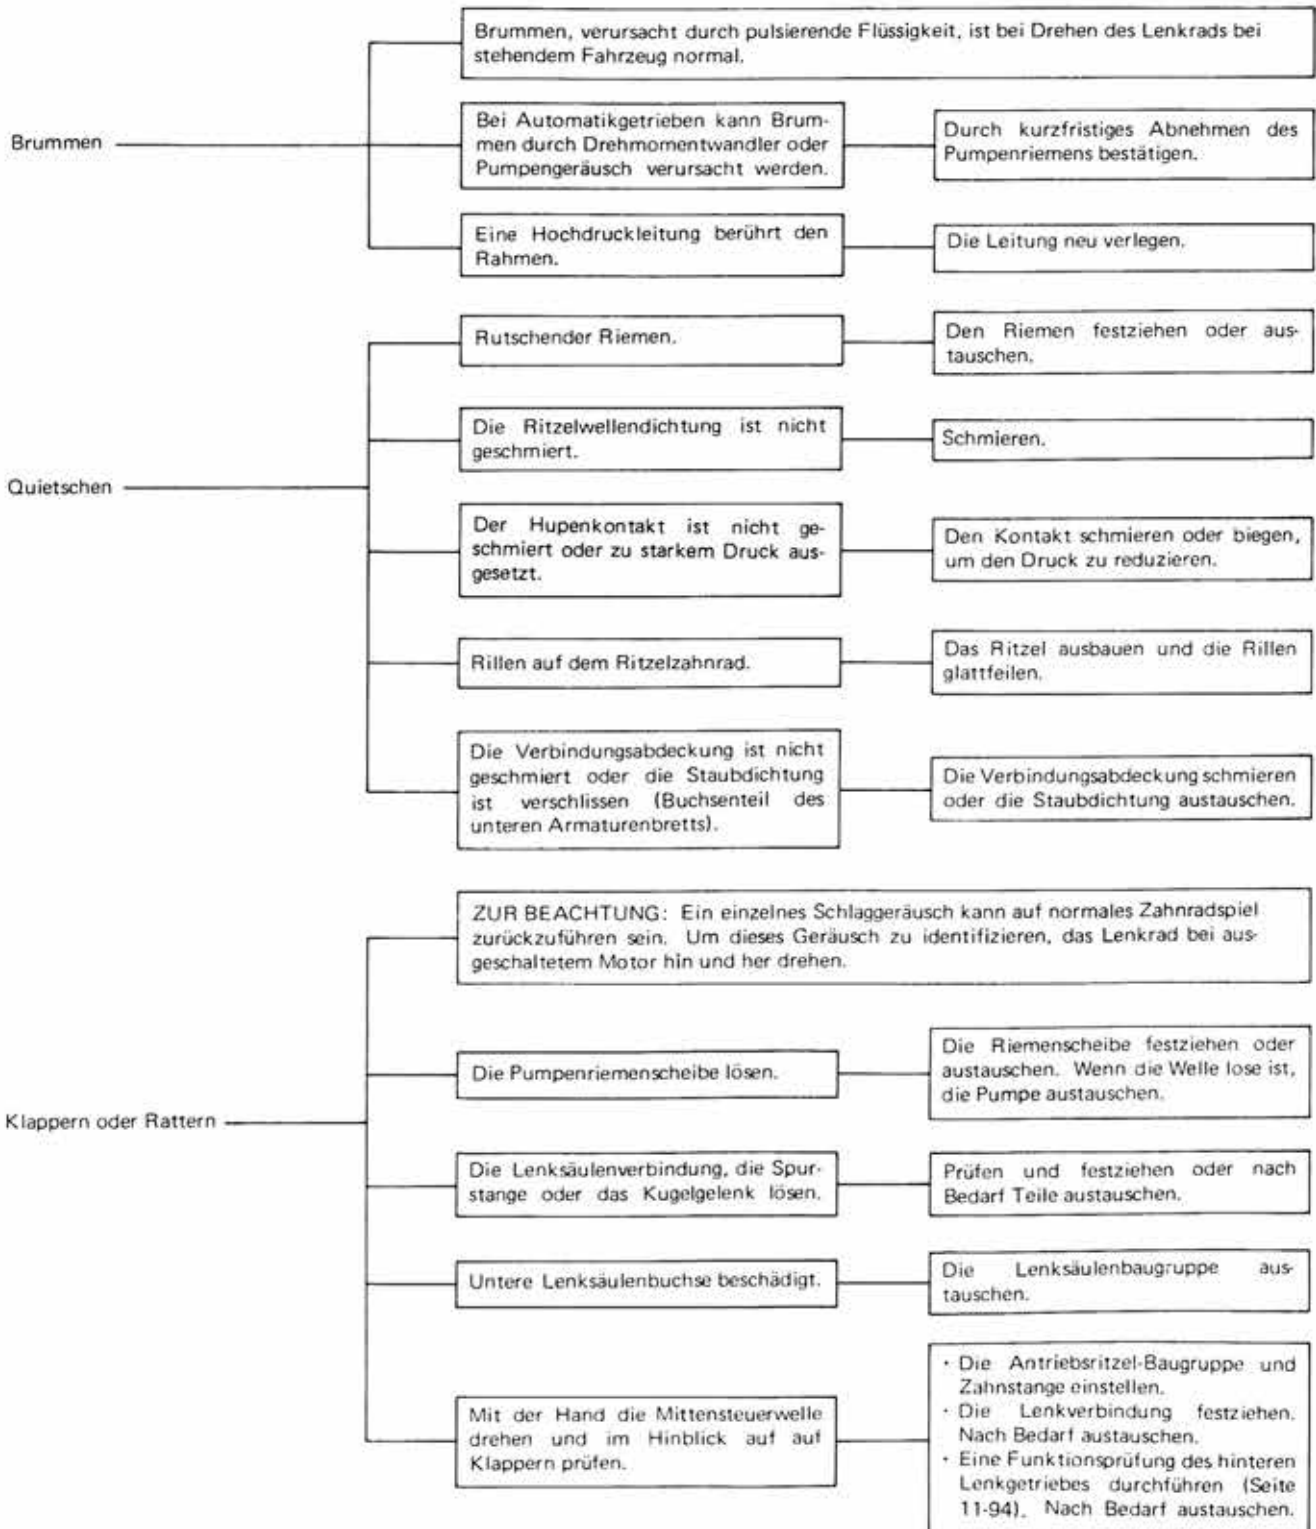 Brummen, verursacht durch pulsierende Flüssigkeit, ist bei Drehen des Lenkrads bei
stehendem Fahrzeug normal.
Brummen
Bei Automatikgetrieben kann Brum-
men durch Drehmomentwandler oder
Pumpengeräusch verursacht werden.
Durch kurzfristiges Abnehmen des
Pumpenriemens bestätigen.
Eine Hochdruckleitung berührt den
Rahmen.
Die Leitung neu verlegen.
Rutschender Riemen.
Den Riemen festziehen oder aus-
tauschen.
Die Ritzelwellendichtung ist nicht
geschmiert.
Schmieren.
Quietschen
Der Hupenkontakt ist nicht ge-
schmiert oder zu starkem Druck aus-
gesetzt.
Den Kontakt schmieren oder biegen,
um den Druck zu reduzieren.
Rillen auf dem Ritzelzahnrad.
Das Ritzel ausbauen und die Rillen
glattfeilen.
Die Verbindungsabdeckung ist nicht
geschmiert oder die Staubdichtung
ist verschlissen (Buchsenteil des
unteren Armaturenbretts).
Die Verbindungsabdeckung schmieren
oder die Staubdichtung austauschen.
ZUR BEACHTUNG: Ein einzelnes Schlaggeräusch kann auf normales Zahnradspiel
zurückzuführen sein. Um dieses Geräusch zu identifizieren, das Lenkrad bei aus-
geschaltetem Motor hin und her drehen.
Die Pumpenriemenscheibe lösen.
Die Riemenscheibe festziehen oder
austauschen. Wenn die Welle lose ist,
die Pumpe austauschen.
Klappern oder Rattern
Die Lenksäulenverbindung, die Spur-
stange oder das Kugelgelenk lösen.
Prüfen und festziehen oder nach
Bedarf Teile austauschen.
Untere Lenksäulenbuchse beschädigt.
Die Lenksäulenbaugruppe aus-
tauschen.
Mit der Hand die Mittensteuerwelle
drehen und im Hinblick auf auf
Klappern prüfen.
· Die Antriebsritzel-Baugruppe und
Zahnstange einstellen.
· Die Lenkverbindung festziehen.
Nach Bedarf austauschen.
· Eine Funktionsprüfung des hinteren
Lenkgetriebes durchführen (Seite
11-94). Nach Bedarf austauschen.